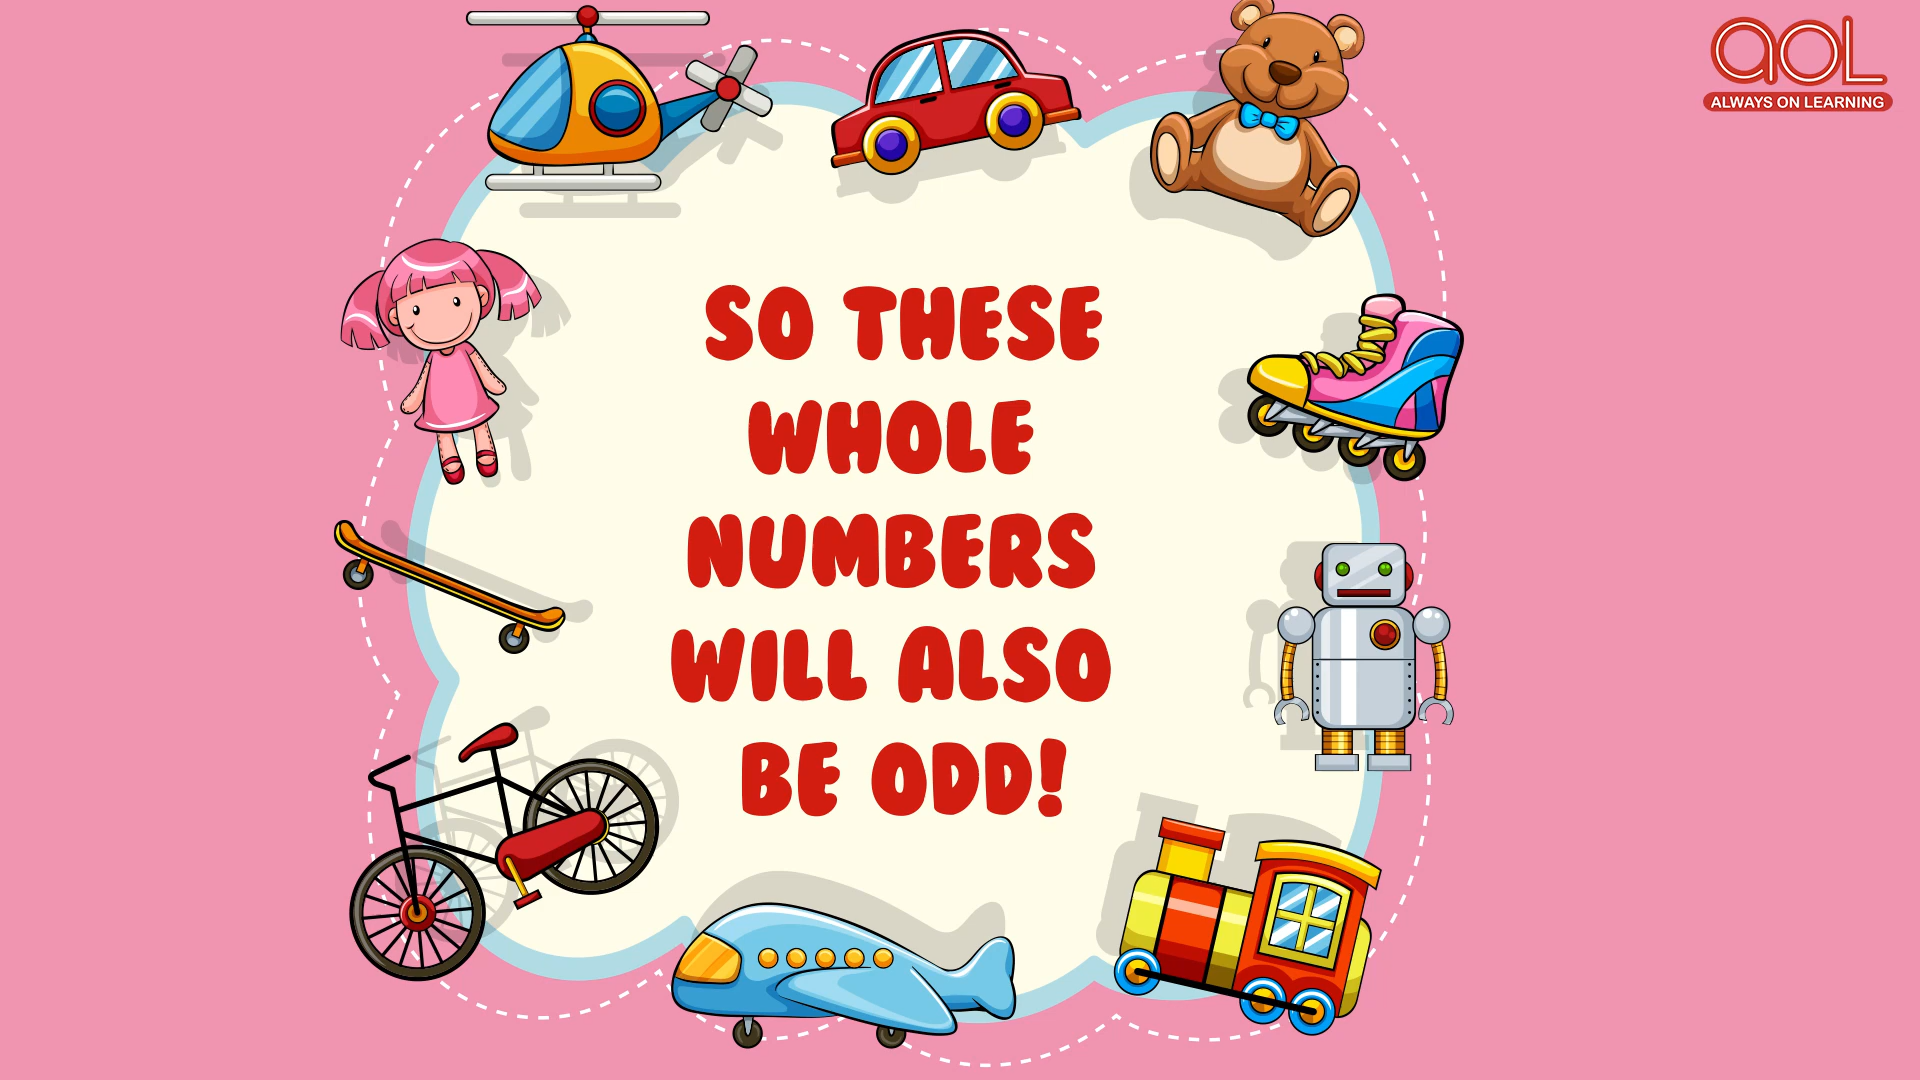 aOL
ALWAYS ON LEARNING
SO THESE
WHOLE
NUMBERS
WILL ALSO
BE ODD!